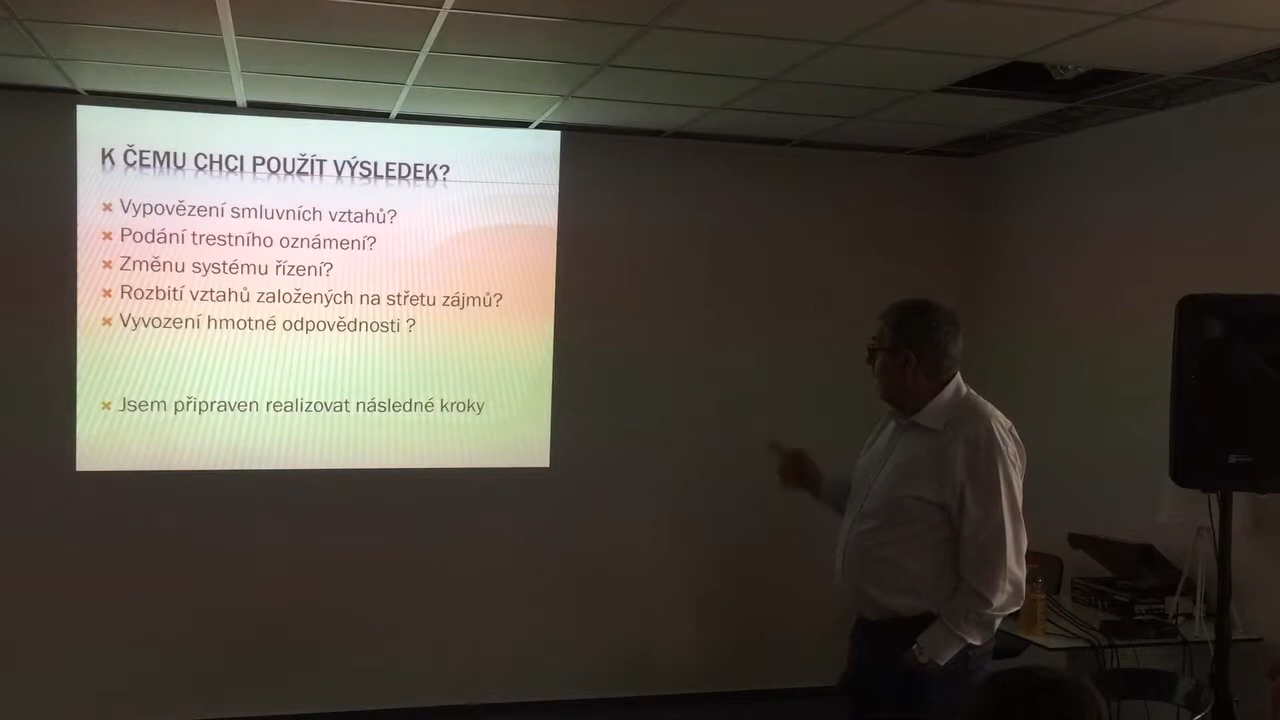 K ČEMU CHCI POUŽÍT VÝSLEDEK?
Vypovězení smluvních vztahů?
Podání trestního oznámení?
Změnu systému řízení?
Rozbití vztahů založených na střetu zájmů?
Vyvození hmotné odpovědnosti ?
Jsem připraven realizovat následné kroky